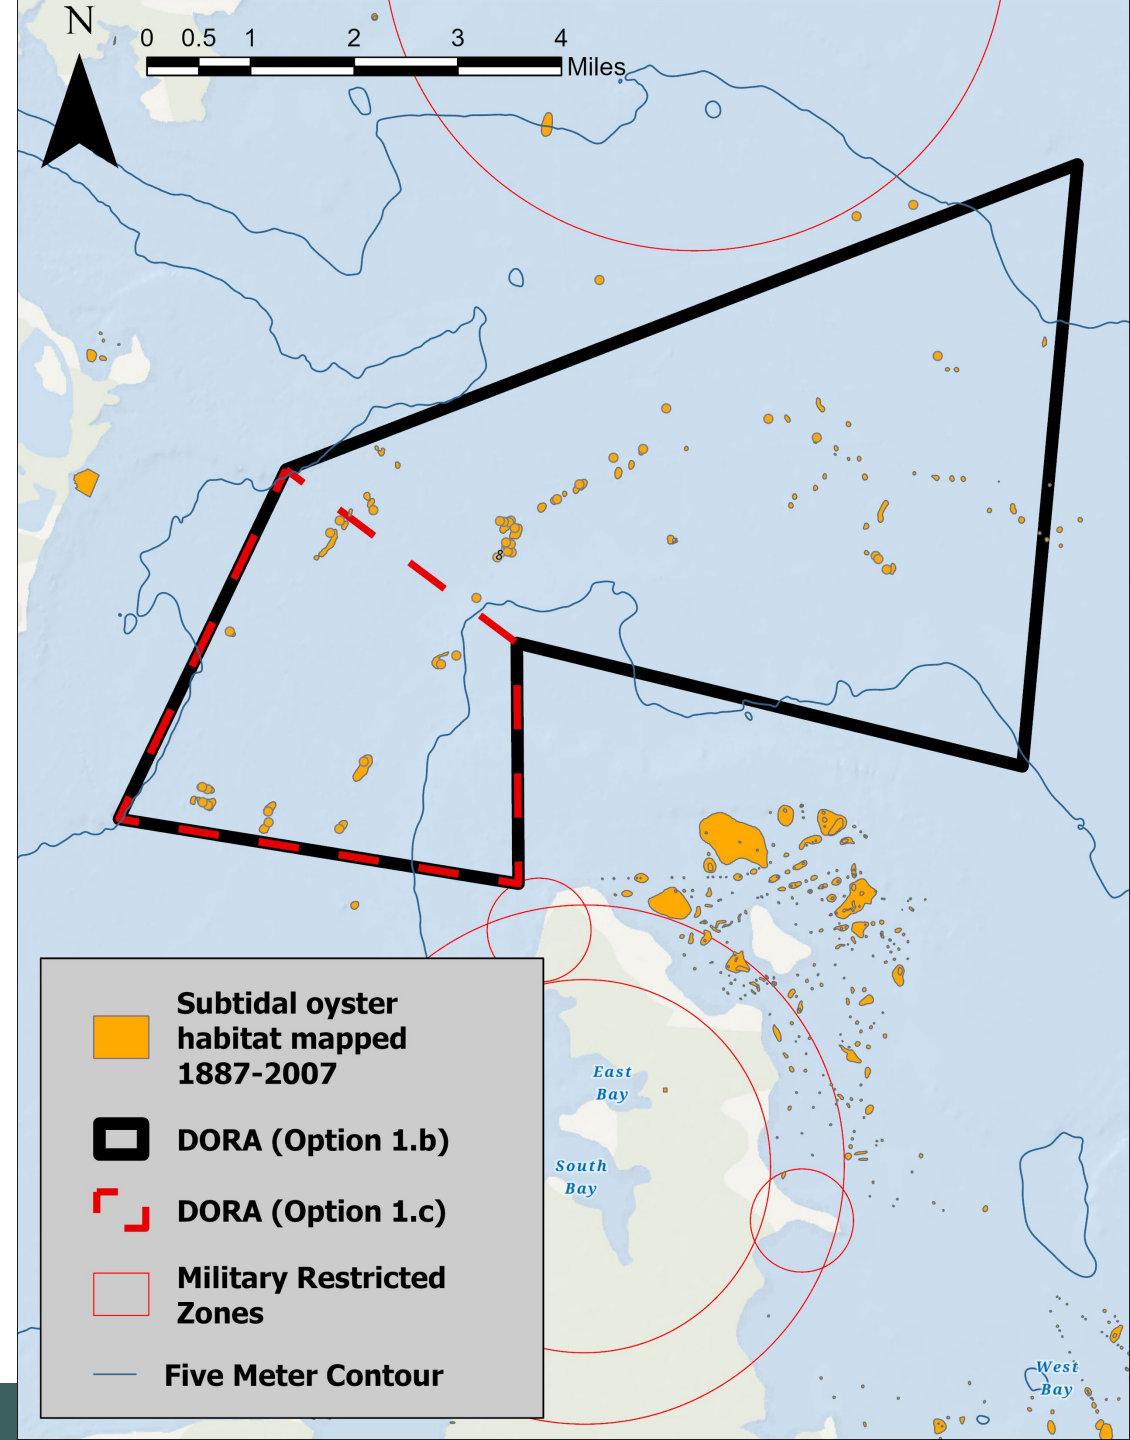 N
0 0.5 1 2 3 4
Miles
8
East
Bay
South
Bay
West
Bay
Subtidal oyster
habitat mapped
1887-2007
DORA (Option 1.b)
DORA (Option 1.c)
Military Restricted
Zones
Five Meter Contour